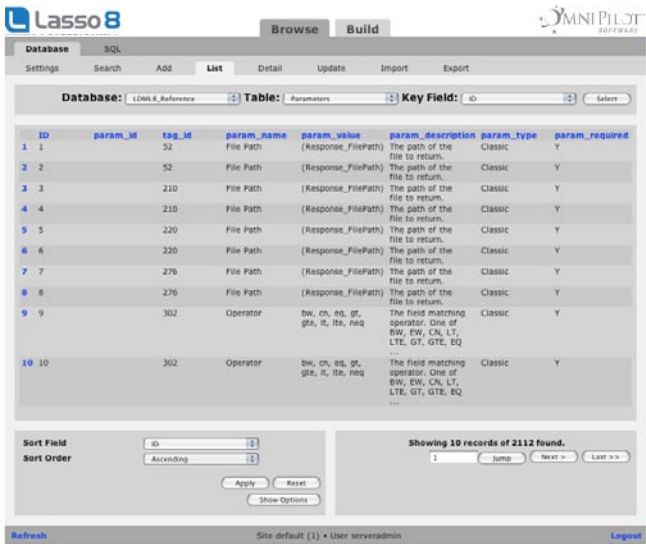 Lasso 8
PROFESSIONAL
Browse Build
OMNIPILOT
SOFTWARE
Database SQL
Settings Search Add List Detail Update Import Export
Database: LDML8_Reference Table: Parameters Key Field: ID Select
ID param_id tag_id param_name param_value param_description param_type param_required
1 1 52 File Path (Response_FilePath) The path of the Classic Y
file to return.
2 2 52 File Path (Response_FilePath) The path of the Classic Y
file to return.
3 3 210 File Path (Response_FilePath) The path of the Classic Y
file to return.
4 4 210 File Path (Response_FilePath) The path of the Classic Y
file to return.
5 5 220 File Path (Response_FilePath) The path of the Classic Y
file to return.
6 6 220 File Path (Response_FilePath) The path of the Classic Y
file to return.
7 7 276 File Path (Response_FilePath) The path of the Classic Y
file to return.
8 8 276 File Path (Response_FilePath) The path of the Classic Y
file to return.
9 9 302 Operator bw, cn, eq, gt, The field matching Classic Y
gte, lt, lte, neq operator. One of
BW, EW, CN, LT,
LTE, GT, GTE, EQ
...
10 10 302 Operator bw, cn, eq, gt, The field matching Classic Y
gte, lt, lte, neq operator. One of
BW, EW, CN, LT,
LTE, GT, GTE, EQ
...
Sort Field ID
Sort Order Ascending
Apply Reset
Show Options
Showing 10 records of 2112 found.
1 Jump Next > Last >>
Refresh Site default (1) • User serveradmin Logout